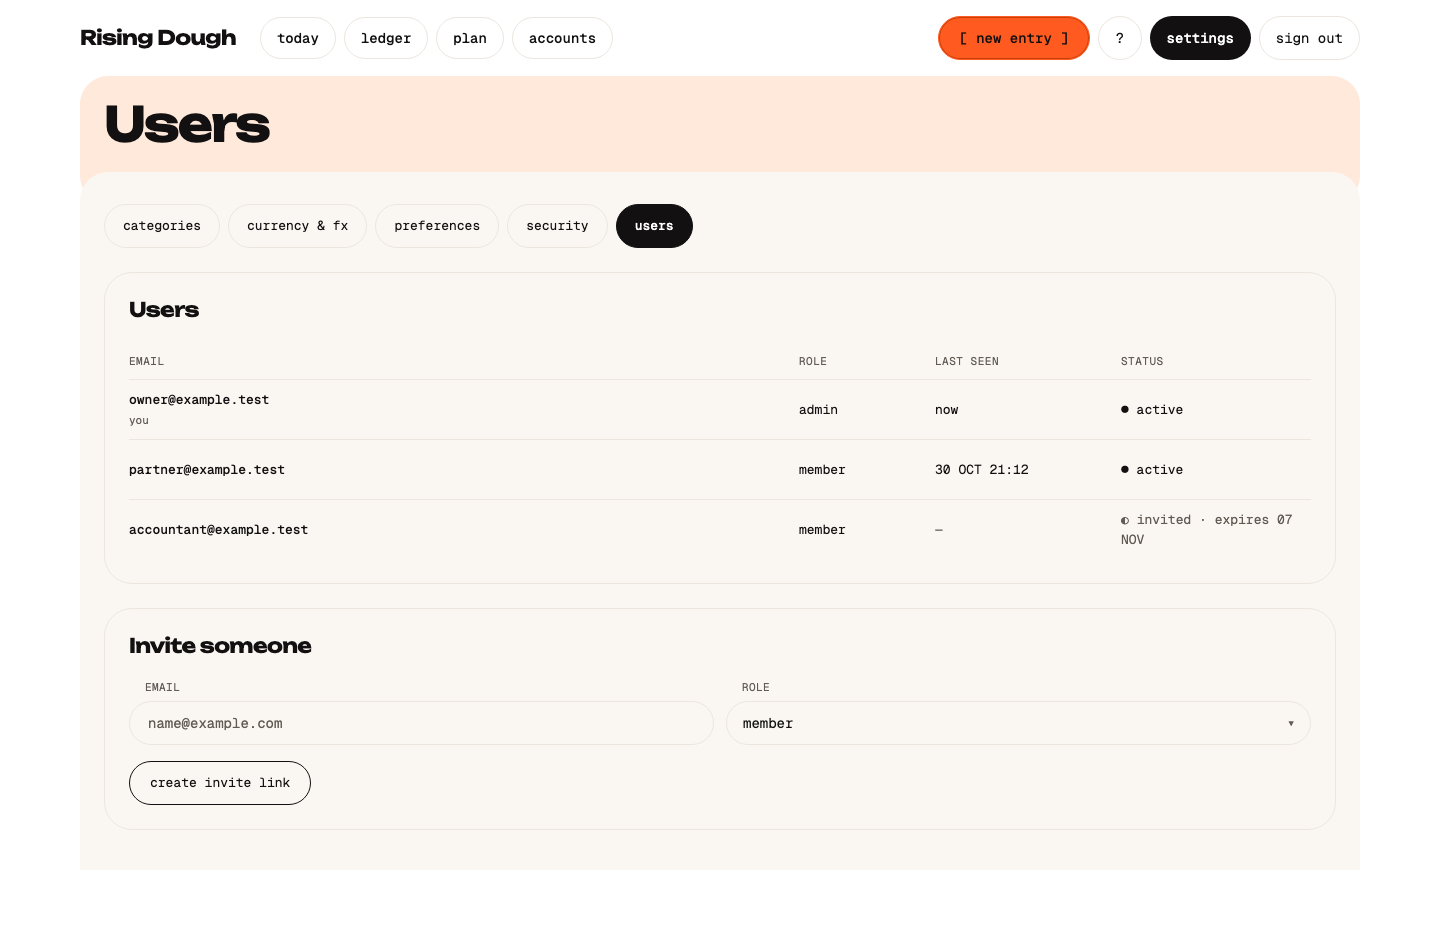 Rising Dough today ledger plan accounts [ new entry ] ? settings sign out
Users
categories currency & fx preferences security users
Users
EMAIL ROLE LAST SEEN STATUS
owner@example.test
you
admin now ● active
partner@example.test member 30 OCT 21:12 ● active
accountant@example.test member — ◐ invited · expires 07
NOV
Invite someone
EMAIL ROLE
name@example.com member ▾
create invite link